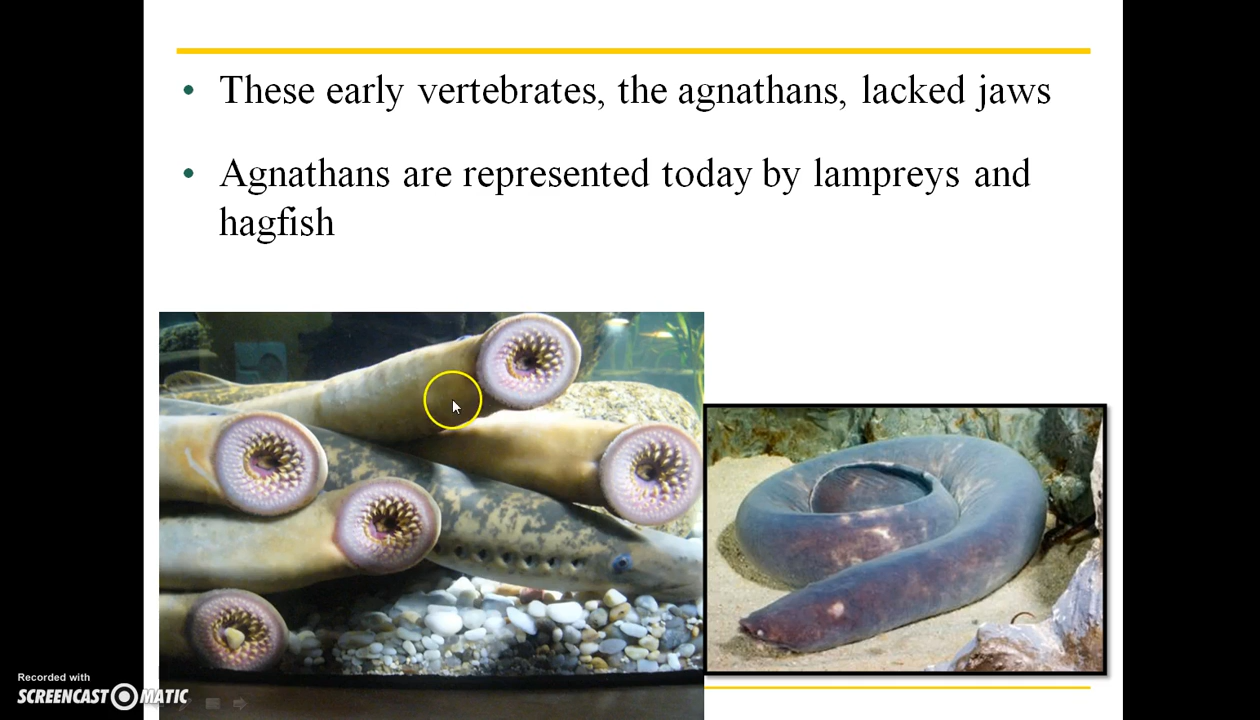 These early vertebrates, the agnathans, lacked jaws
Agnathans are represented today by lampreys and
hagfish
Recorded with
SCREENCAST O MATIC